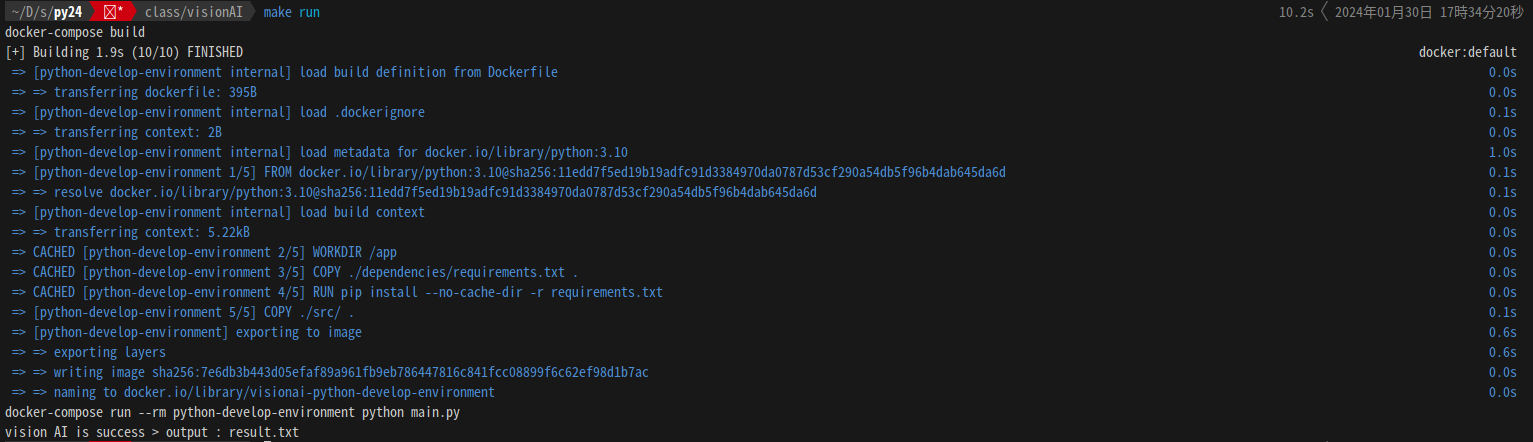 ~/D/s/py24 * class/visionAI make run 10.2s 2024年01月30日 17時34分20秒
docker-compose build
[+] Building 1.9s (10/10) FINISHED docker:default
=> [python-develop-environment internal] load build definition from Dockerfile 0.0s
=> => transferring dockerfile: 395B 0.0s
=> [python-develop-environment internal] load .dockerignore 0.1s
=> => transferring context: 2B 0.0s
=> [python-develop-environment internal] load metadata for docker.io/library/python:3.10 1.0s
=> [python-develop-environment 1/5] FROM docker.io/library/python:3.10@sha256:11edd7f5ed19b19adfc91d3384970da0787d53cf290a54db5f96b4dab645da6d 0.1s
=> => resolve docker.io/library/python:3.10@sha256:11edd7f5ed19b19adfc91d3384970da0787d53cf290a54db5f96b4dab645da6d 0.1s
=> [python-develop-environment internal] load build context 0.0s
=> => transferring context: 5.22kB 0.0s
=> CACHED [python-develop-environment 2/5] WORKDIR /app 0.0s
=> CACHED [python-develop-environment 3/5] COPY ./dependencies/requirements.txt . 0.0s
=> CACHED [python-develop-environment 4/5] RUN pip install --no-cache-dir -r requirements.txt 0.0s
=> [python-develop-environment 5/5] COPY ./src/ . 0.1s
=> [python-develop-environment] exporting to image 0.6s
=> => exporting layers 0.6s
=> => writing image sha256:7e6db3b443d05efaf89a961fb9eb786447816c841fcc08899f6c62ef98d1b7ac 0.0s
=> => naming to docker.io/library/visionai-python-develop-environment 0.0s
docker-compose run --rm python-develop-environment python main.py
vision AI is success > output : result.txt